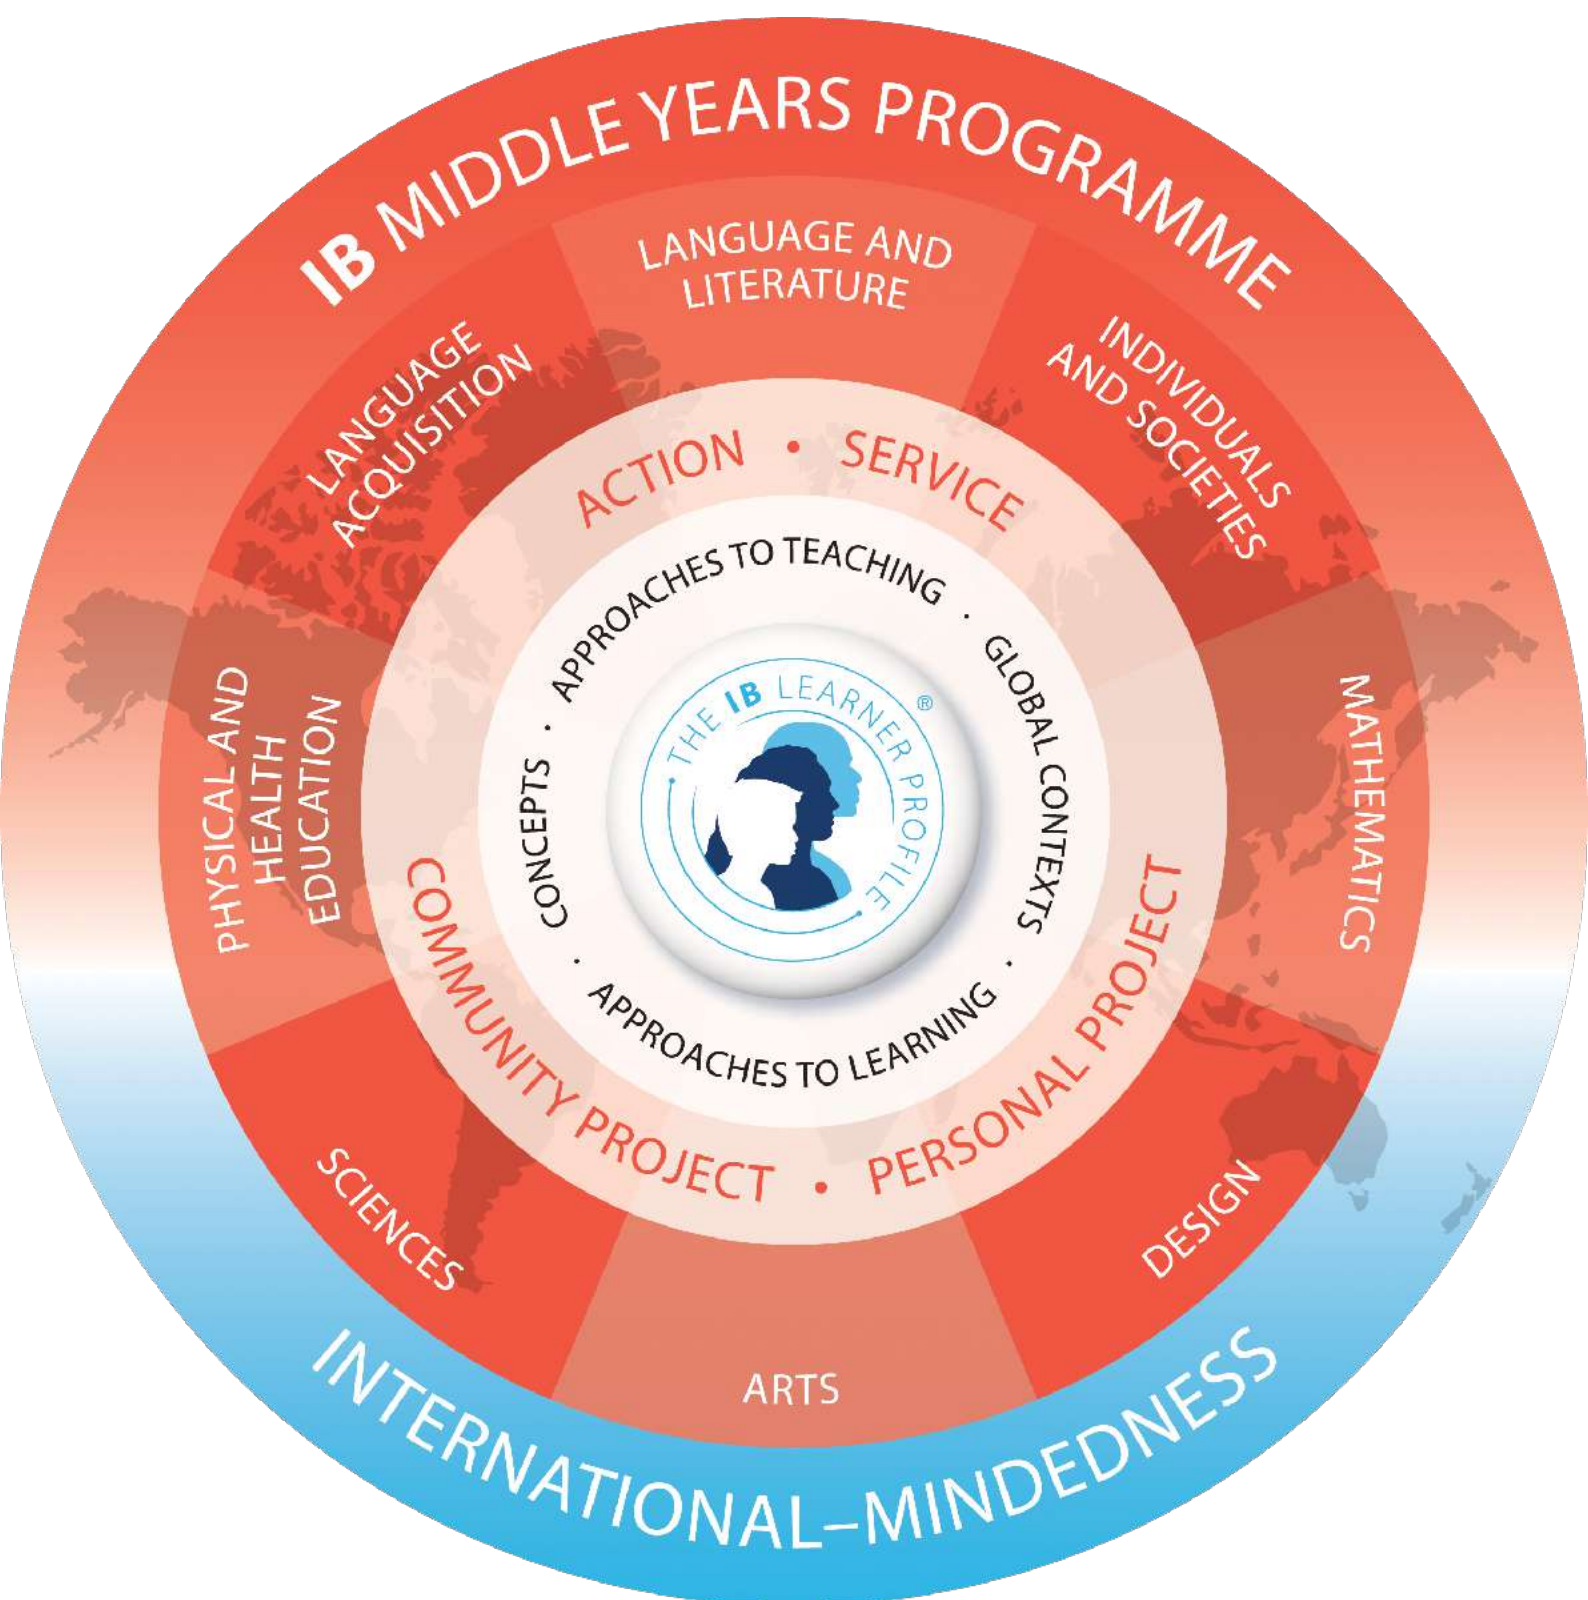 IB MIDDLE YEARS PROGRAMME
LANGUAGE AND
LITERATURE
INDIVIDUALS
AND SOCIETIES
MATHEMATICS
DESIGN
ARTS
SCIENCES
PHYSICAL AND
HEALTH
EDUCATION
LANGUAGE
ACQUISITION
ACTION • SERVICE
PERSONAL PROJECT
•
COMMUNITY PROJECT
APPROACHES TO TEACHING ·
GLOBAL CONTEXTS ·
APPROACHES TO LEARNING ·
CONCEPTS ·
THE IB LEARNER PROFILE ®
INTERNATIONAL–MINDEDNESS